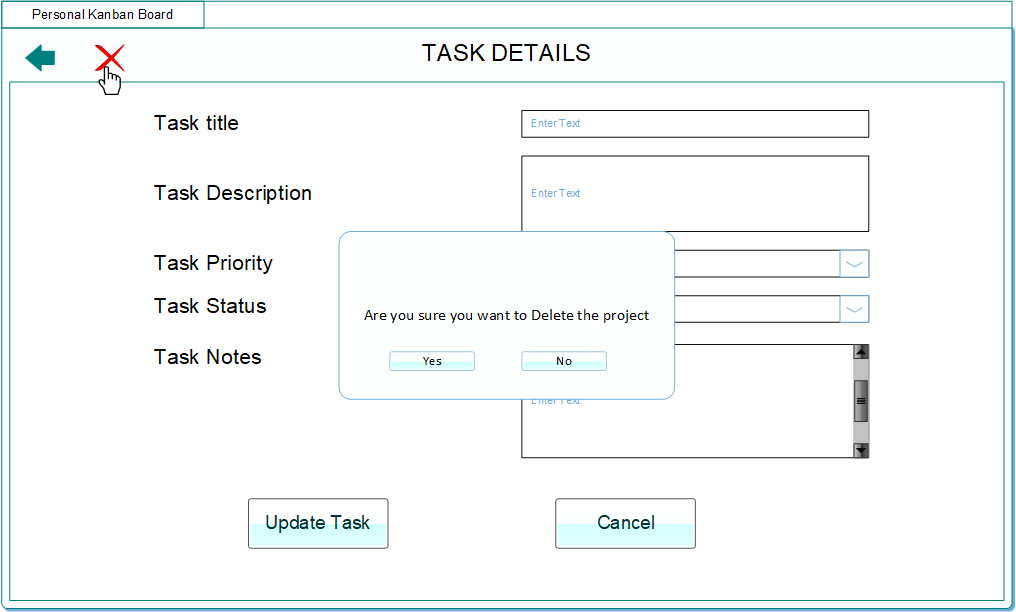 Personal Kanban Board
TASK DETAILS
Task title
Enter Text
Task Description
Enter Text
Task Priority
Task Status
Are you sure you want to Delete the project
Yes
No
Task Notes
Enter Text
Update Task
Cancel